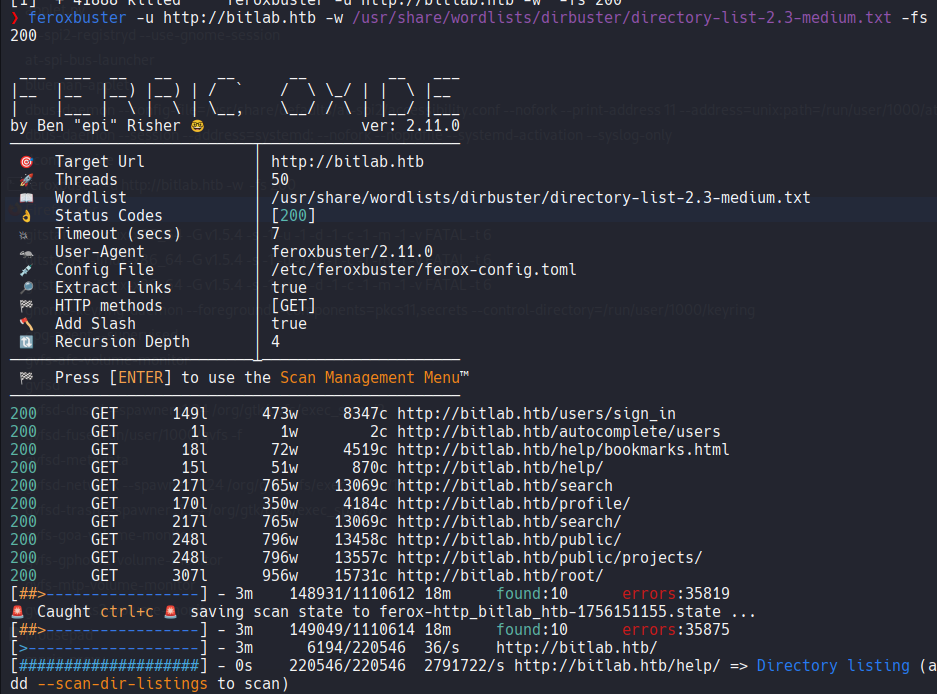 [1]  + 41888 killed     feroxbuster -u http://bitlab.htb -w  -fs 200
❯ feroxbuster -u http://bitlab.htb -w /usr/share/wordlists/dirbuster/directory-list-2.3-medium.txt -fs
200
by Ben "epi" Risher 🤓                 ver: 2.11.0
🎯  Target Url            │ http://bitlab.htb
🚀  Threads               │ 50
📖  Wordlist              │ /usr/share/wordlists/dirbuster/directory-list-2.3-medium.txt
👌  Status Codes          │ [200]
💥  Timeout (secs)        │ 7
🦡  User-Agent            │ feroxbuster/2.11.0
💉  Config File           │ /etc/feroxbuster/ferox-config.toml
🔎  Extract Links         │ true
🏁  HTTP methods          │ [GET]
🪓  Add Slash             │ true
🔃  Recursion Depth       │ 4
🏁  Press [ENTER] to use the Scan Management Menu™
200      GET      149l      473w     8347c http://bitlab.htb/users/sign_in
200      GET        1l        1w        2c http://bitlab.htb/autocomplete/users
200      GET       18l       72w     4519c http://bitlab.htb/help/bookmarks.html
200      GET       15l       51w      870c http://bitlab.htb/help/
200      GET      217l      765w    13069c http://bitlab.htb/search
200      GET      170l      350w     4184c http://bitlab.htb/profile/
200      GET      217l      765w    13069c http://bitlab.htb/search/
200      GET      248l      796w    13458c http://bitlab.htb/public/
200      GET      248l      796w    13557c http://bitlab.htb/public/projects/
200      GET      307l      956w    15731c http://bitlab.htb/root/
[##>-----------------] - 3m    148931/1110612 18m     found:10      errors:35819
🚨 Caught ctrl+c 🚨 saving scan state to ferox-http_bitlab_htb-1756151155.state ...
[##>-----------------] - 3m    149049/1110614 18m     found:10      errors:35875
[>-------------------] - 3m      6194/220546  36/s    http://bitlab.htb/
[####################] - 0s    220546/220546  2791722/s http://bitlab.htb/help/ => Directory listing (a
dd --scan-dir-listings to scan)